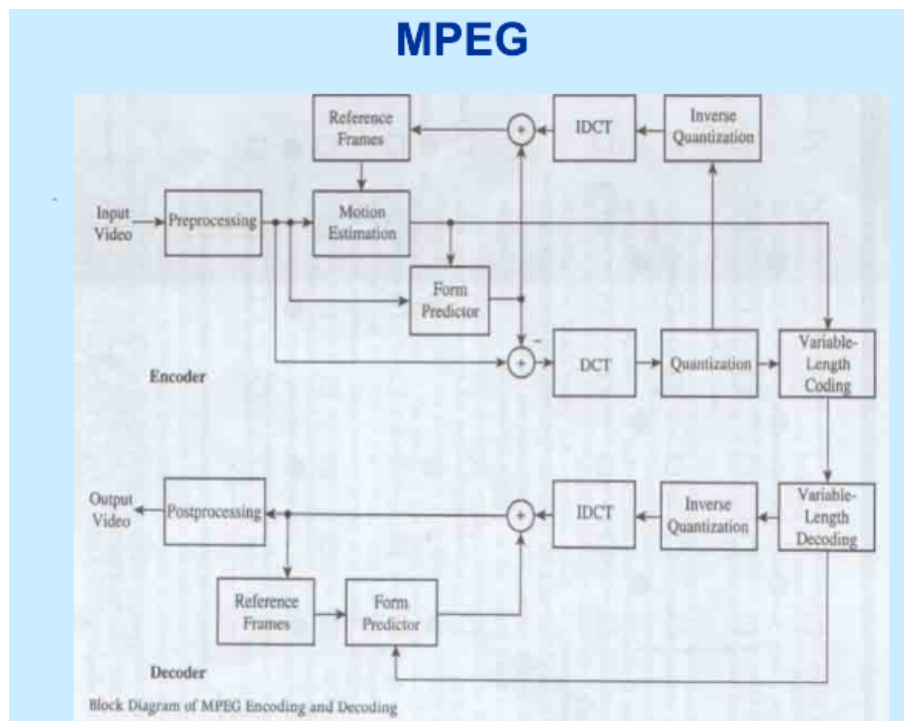 MPEG
Reference
Frames
IDCT
Inverse
Quantization
Input
Video
Preprocessing
Motion
Estimation
Form
Predictor
Encoder
DCT
Quantization
Variable-
Length
Coding
Output
Video
Postprocessing
IDCT
Inverse
Quantization
Variable-
Length
Decoding
Reference
Frames
Form
Predictor
Decoder
Block Diagram of MPEG Encoding and Decoding